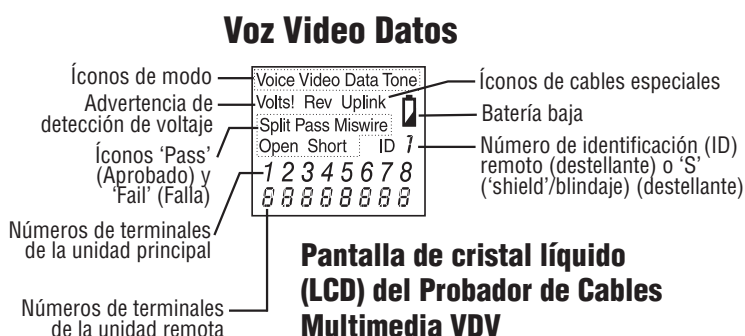 Voz Video Datos
Íconos de modo
Advertencia de
detección de voltaje
Íconos 'Pass'
(Aprobado) y
'Fail' (Falla)
Números de terminales
de la unidad principal
Números de terminales
de la unidad remota
Voice Video Data Tone
Volts! Rev Uplink
Split Pass Miswire
Open Short ID 1
1 2 3 4 5 6 7 8
8 8 8 8 8 8 8 8
Íconos de cables especiales
Batería baja
Número de identificación (ID)
remoto (destellante) o 'S'
('shield'/blindaje) (destellante)
Pantalla de cristal líquido
(LCD) del Probador de Cables
Multimedia VDV